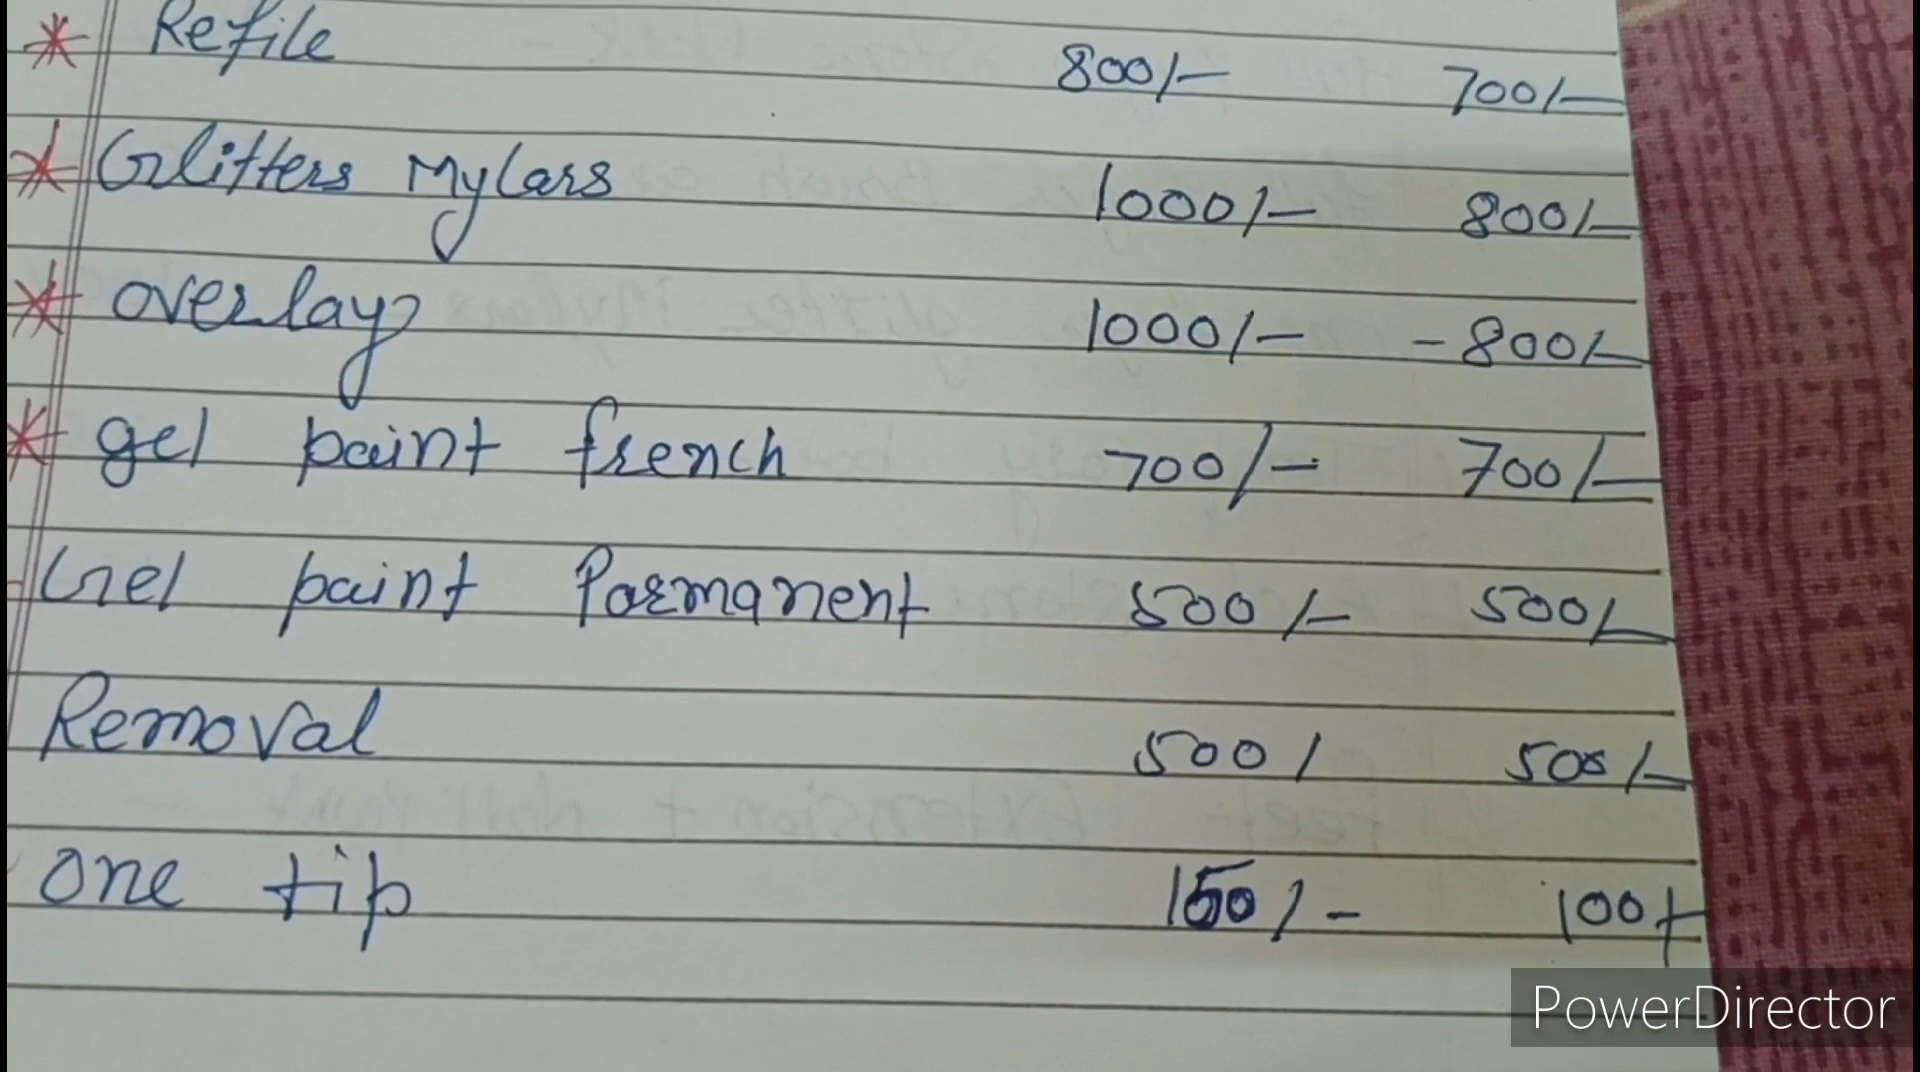 * Refile 800/- 700/-
* Glitters Mylars 1000/- 800/-
* overlay 1000/- - 800/-
* gel paint french 700/- 700/-
Gel paint Parmanent 500/- 500/-
Removal 500/ 500/-
one tip 150/- 100/-
PowerDirector